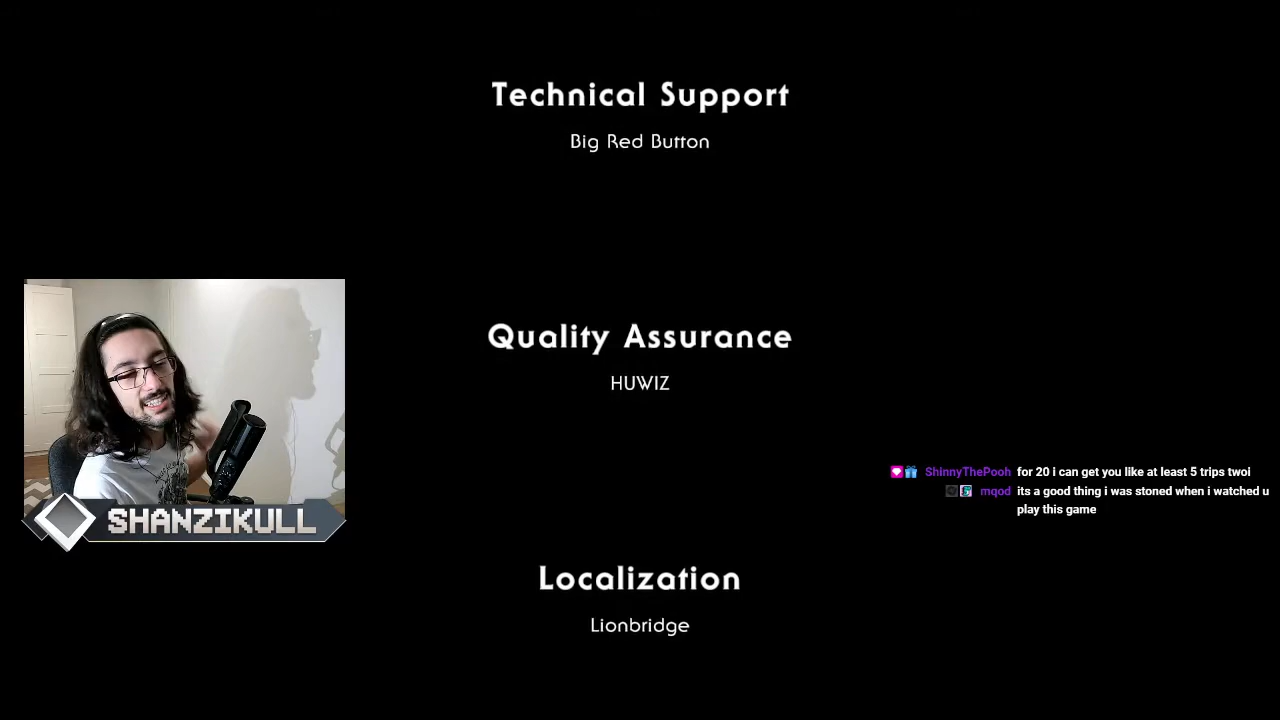 Technical Support
Big Red Button
Quality Assurance
HUWIZ
SHANZIKULL
ShinnyThePooh for 20 i can get you like at least 5 trips twoi
mqod its a good thing i was stoned when i watched u
play this game
Localization
Lionbridge